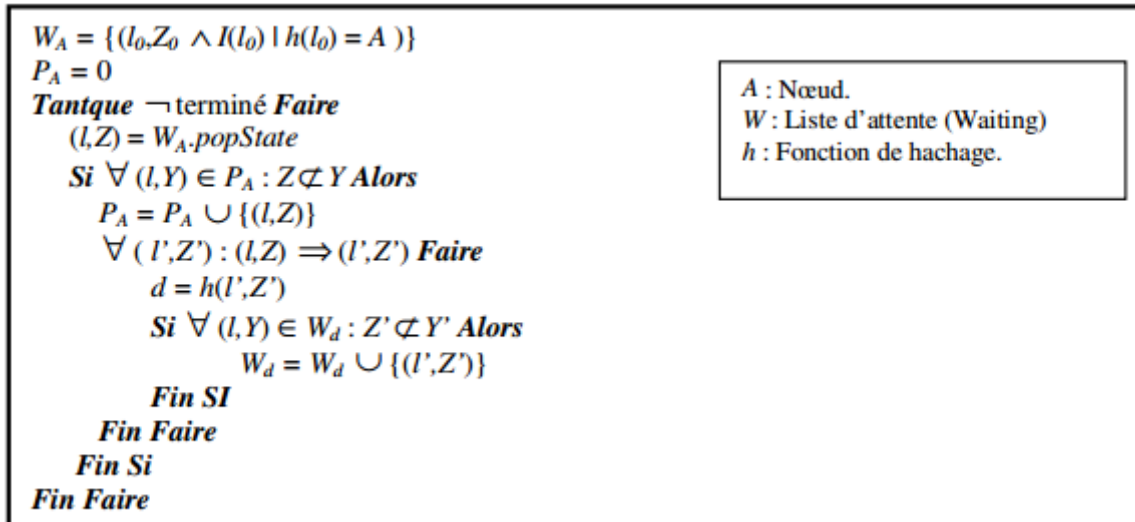 W_A = {(l_0,Z_0 ∧ I(l_0) | h(l_0) = A )}
P_A = 0
Tantque ¬ terminé Faire
(l,Z) = W_A.popState
Si ∀ (l,Y) ∈ P_A : Z ⊄ Y Alors
P_A = P_A ∪ {(l,Z)}
∀ ( l’,Z’) : (l,Z) ⟹ (l’,Z’) Faire
d = h(l’,Z’)
Si ∀ (l,Y) ∈ W_d : Z’ ⊄ Y’ Alors
W_d = W_d ∪ {(l’,Z’)}
Fin SI
Fin Faire
Fin Si
Fin Faire
A : Nœud.
W : Liste d’attente (Waiting)
h : Fonction de hachage.